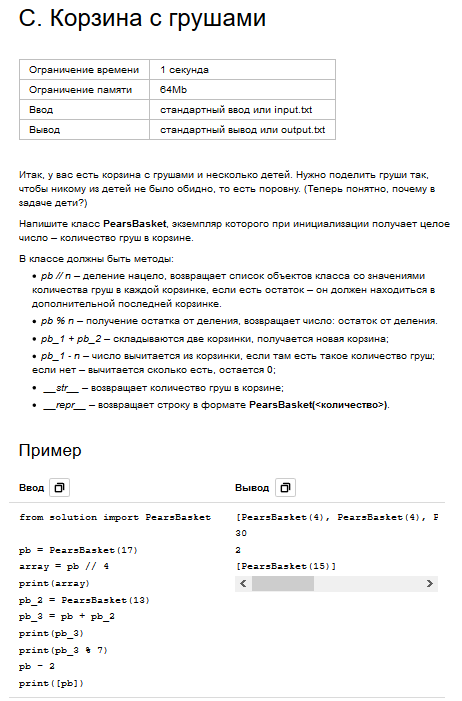 C. Корзина с грушами
Ограничение времени 1 секунда
Ограничение памяти 64Mb
Ввод стандартный ввод или input.txt
Вывод стандартный вывод или output.txt
Итак, у вас есть корзина с грушами и несколько детей. Нужно поделить груши так,
чтобы никому из детей не было обидно, то есть поровну. (Теперь понятно, почему в
задаче дети?)
Напишите класс PearsBasket, экземпляр которого при инициализации получает целое
число – количество груш в корзине.
В классе должны быть методы:
• pb // n – деление нацело, возвращает список объектов класса со значениями
количества груш в каждой корзинке, если есть остаток – он должен находиться в
дополнительной последней корзинке.
• pb % n – получение остатка от деления, возвращает число: остаток от деления.
• pb_1 + pb_2 – складываются две корзинки, получается новая корзина;
• pb_1 - n – число вычитается из корзинки, если там есть такое количество груш;
если нет – вычитается сколько есть, остается 0;
• __str__ – возвращает количество груш в корзине;
• __repr__ – возвращает строку в формате PearsBasket(<количество>).
Пример
Ввод
from solution import PearsBasket
pb = PearsBasket(17)
array = pb // 4
print(array)
pb_2 = PearsBasket(13)
pb_3 = pb + pb_2
print(pb_3)
print(pb_3 % 7)
pb - 2
print([pb])
Вывод
[PearsBasket(4), PearsBasket(4), P
30
2
[PearsBasket(15)]